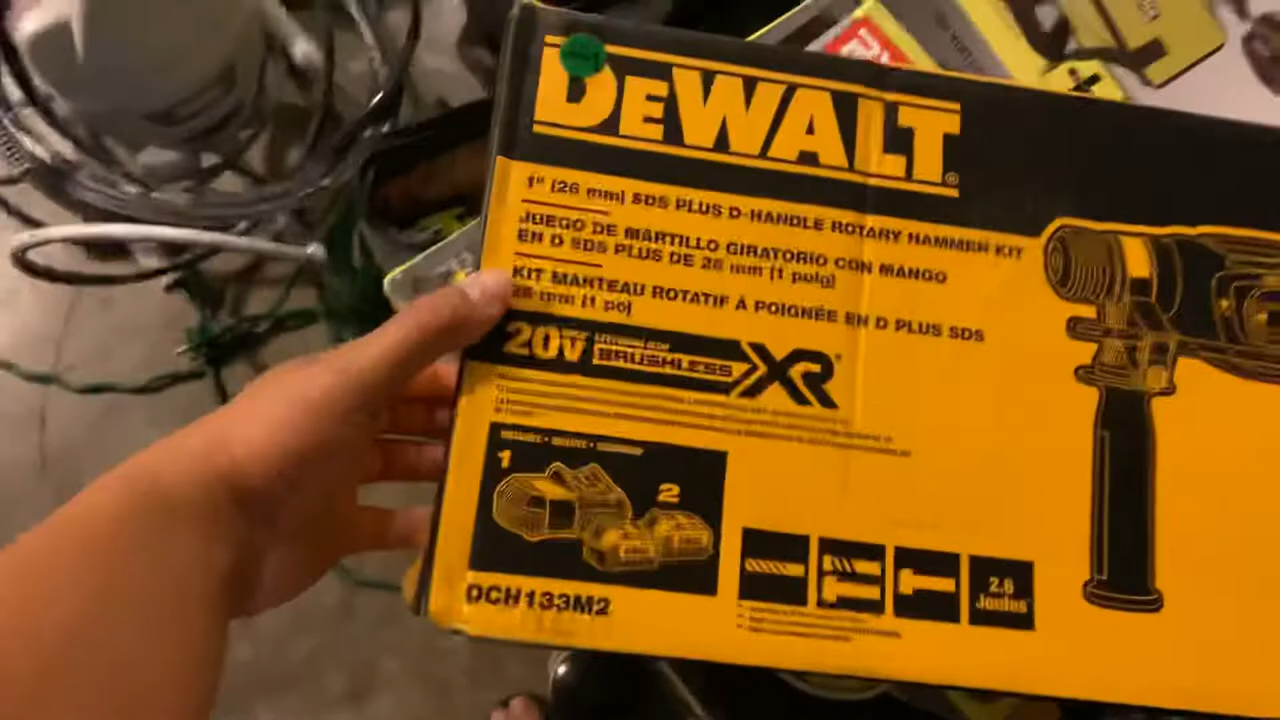 DEWALT®
1" (26 mm) SDS PLUS D-HANDLE ROTARY HAMMER KIT
JUEGO DE MARTILLO GIRATORIO CON MANGO
EN D SDS PLUS DE 26 mm (1 polg)
KIT MANTEAU ROTATIF À POIGNÉE EN D PLUS SDS
26 mm (1 po)
20V
BRUSHLESS XR®
1
2
2.6
Joules
DCH133M2